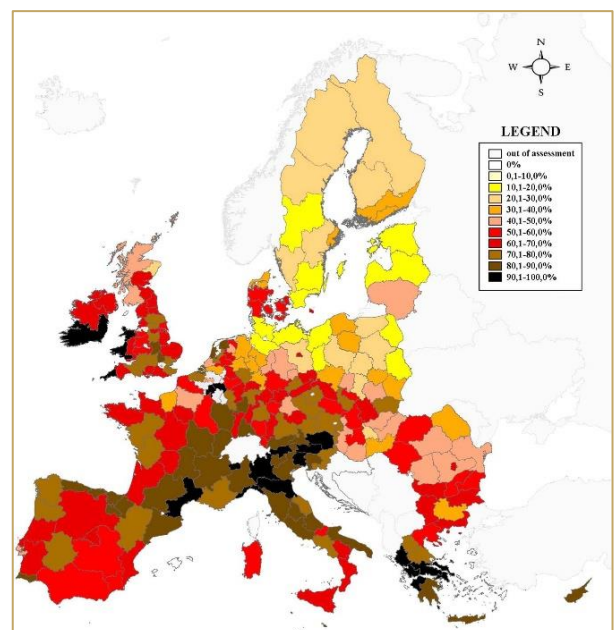 N
W E
S
LEGEND
out of assessment
0%
0,1-10,0%
10,1-20,0%
20,1-30,0%
30,1-40,0%
40,1-50,0%
50,1-60,0%
60,1-70,0%
70,1-80,0%
80,1-90,0%
90,1-100,0%